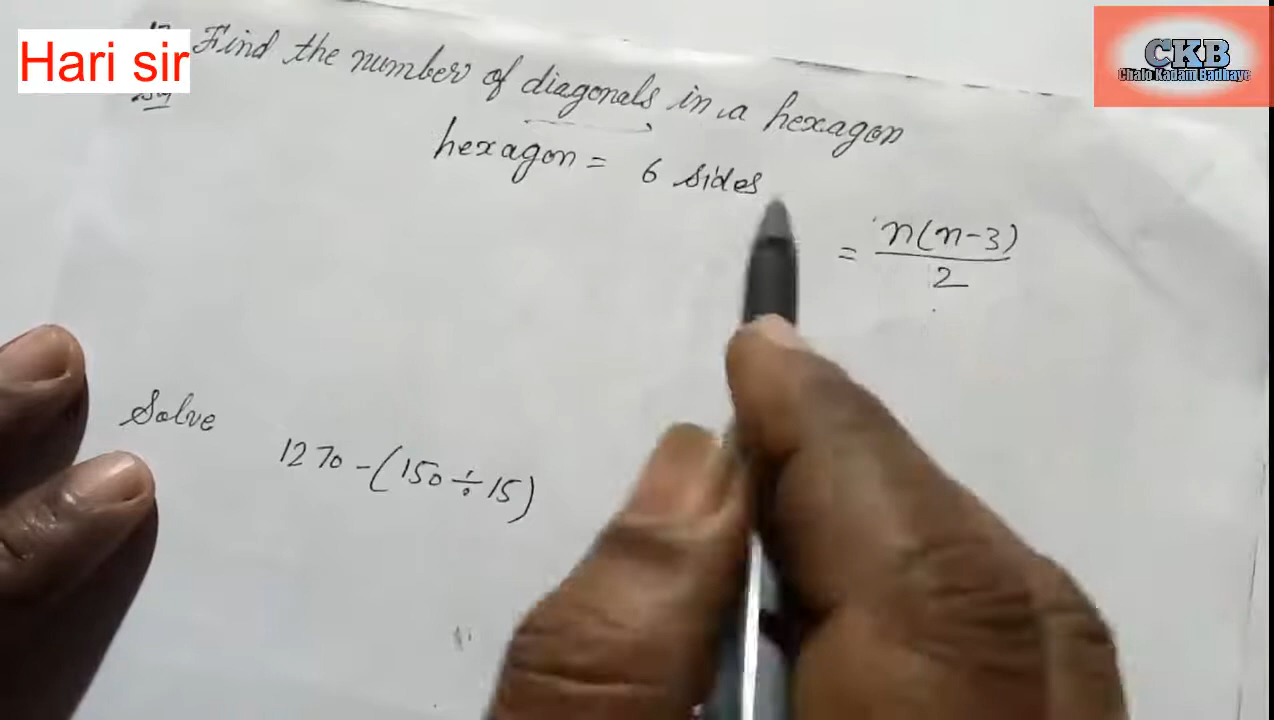 Hari sir
CKB
Chalo Kadam Badhaye
Find the number of diagonals in a hexagon
hexagon = 6 sides
= n(n-3)
2
Solve
1270-(150÷15)